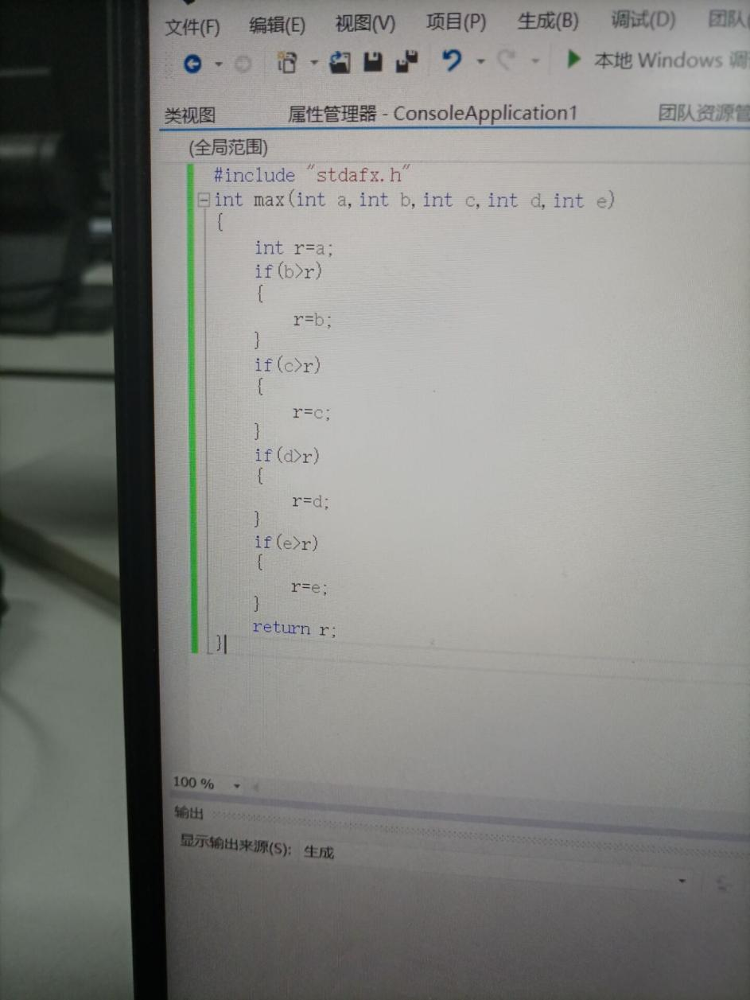 文件(F) 编辑(E) 视图(V) 项目(P) 生成(B) 调试(D) 团队(
本地 Windows 调
类视图 属性管理器 - ConsoleApplication1 团队资源管
(全局范围)
#include "stdafx.h"
int max(int a,int b,int c,int d,int e)
{
int r=a;
if(b>r)
{
r=b;
}
if(c>r)
{
r=c;
}
if(d>r)
{
r=d;
}
if(e>r)
{
r=e;
}
return r;
}
100 %
输出
显示输出来源(S): 生成